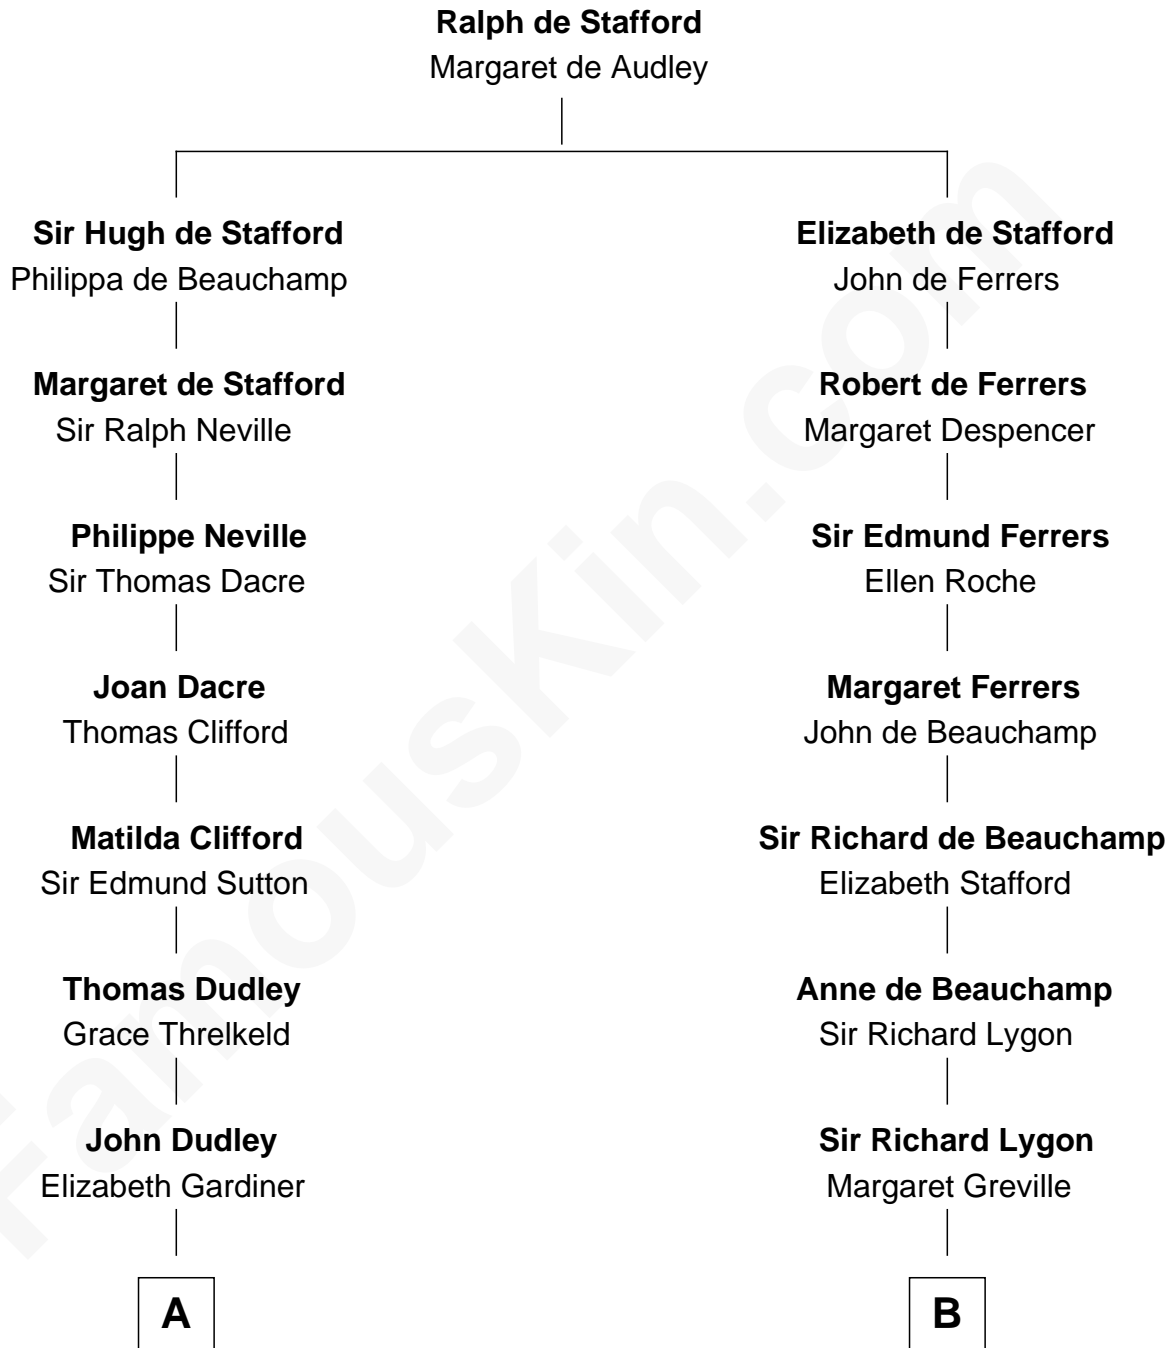 Ralph de Stafford
Margaret de Audley
Sir Hugh de Stafford
Philippa de Beauchamp
Margaret de Stafford
Sir Ralph Neville
Philippe Neville
Sir Thomas Dacre
Joan Dacre
Thomas Clifford
Matilda Clifford
Sir Edmund Sutton
Thomas Dudley
Grace Threlkeld
John Dudley
Elizabeth Gardiner
A
Elizabeth de Stafford
John de Ferrers
Robert de Ferrers
Margaret Despencer
Sir Edmund Ferrers
Ellen Roche
Margaret Ferrers
John de Beauchamp
Sir Richard de Beauchamp
Elizabeth Stafford
Anne de Beauchamp
Sir Richard Lygon
Sir Richard Lygon
Margaret Greville
B
FamousKin.com